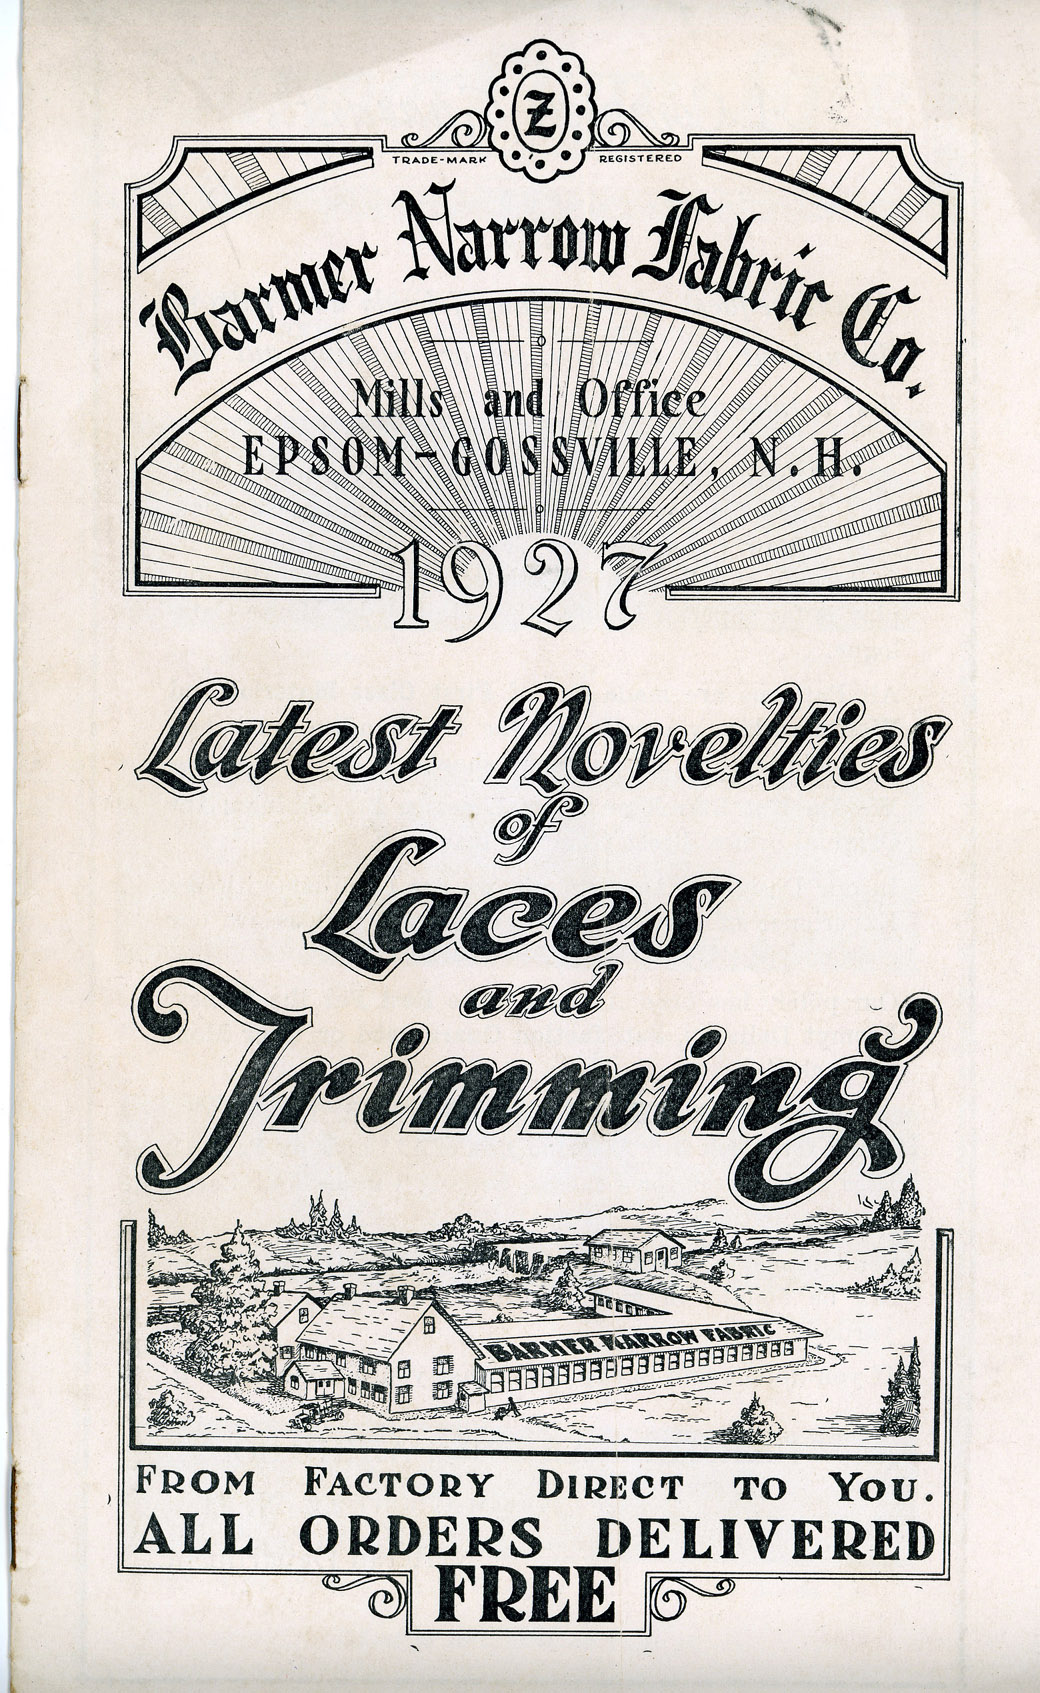 Z
TRADE-MARK REGISTERED
Barmer Narrow Fabric Co.
Mills and Office
EPSOM-GOSSVILLE, N. H.
1927
Latest Novelties
of
Laces
and
Trimming
BARMER NARROW FABRIC
FROM FACTORY DIRECT TO YOU.
ALL ORDERS DELIVERED
FREE